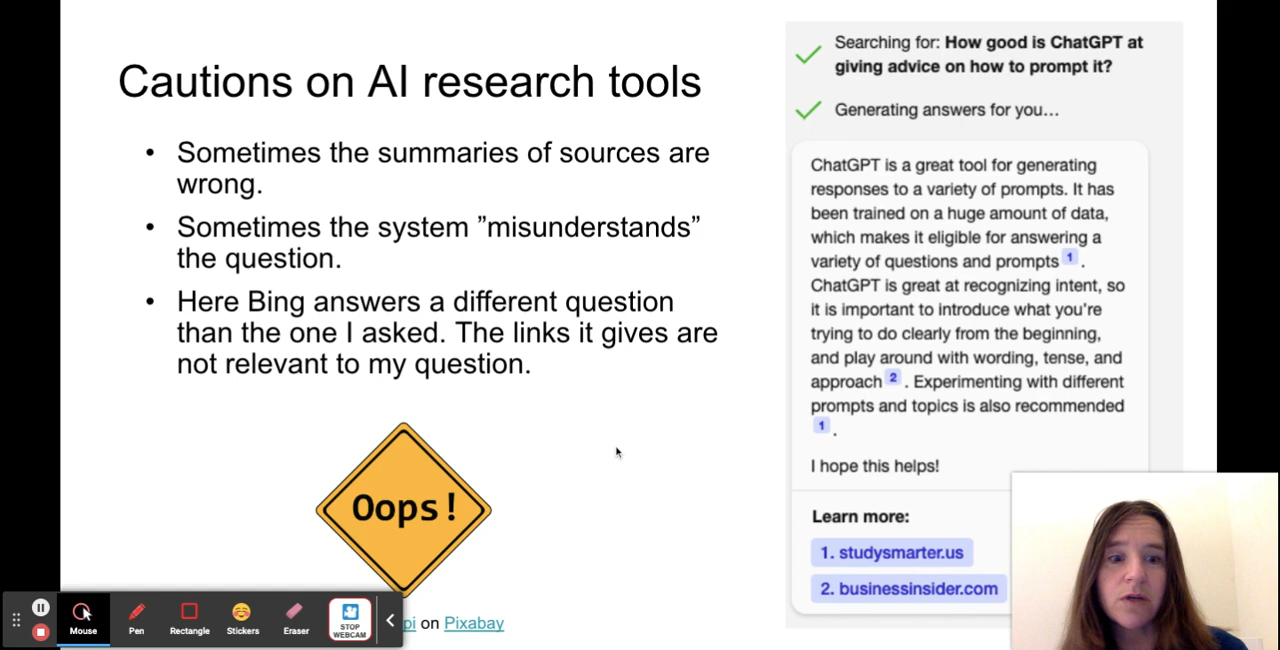 Cautions on AI research tools
• Sometimes the summaries of sources are
wrong.
• Sometimes the system ”misunderstands”
the question.
• Here Bing answers a different question
than the one I asked. The links it gives are
not relevant to my question.
Oops!
pi on Pixabay
Searching for: How good is ChatGPT at
giving advice on how to prompt it?
Generating answers for you...
ChatGPT is a great tool for generating
responses to a variety of prompts. It has
been trained on a huge amount of data,
which makes it eligible for answering a
variety of questions and prompts 1 .
ChatGPT is great at recognizing intent, so
it is important to introduce what you're
trying to do clearly from the beginning,
and play around with wording, tense, and
approach 2 . Experimenting with different
prompts and topics is also recommended
1 .
I hope this helps!
Learn more:
1. studysmarter.us
2. businessinsider.com
Mouse
Pen
Rectangle
Stickers
Eraser
STOP
WEBCAM